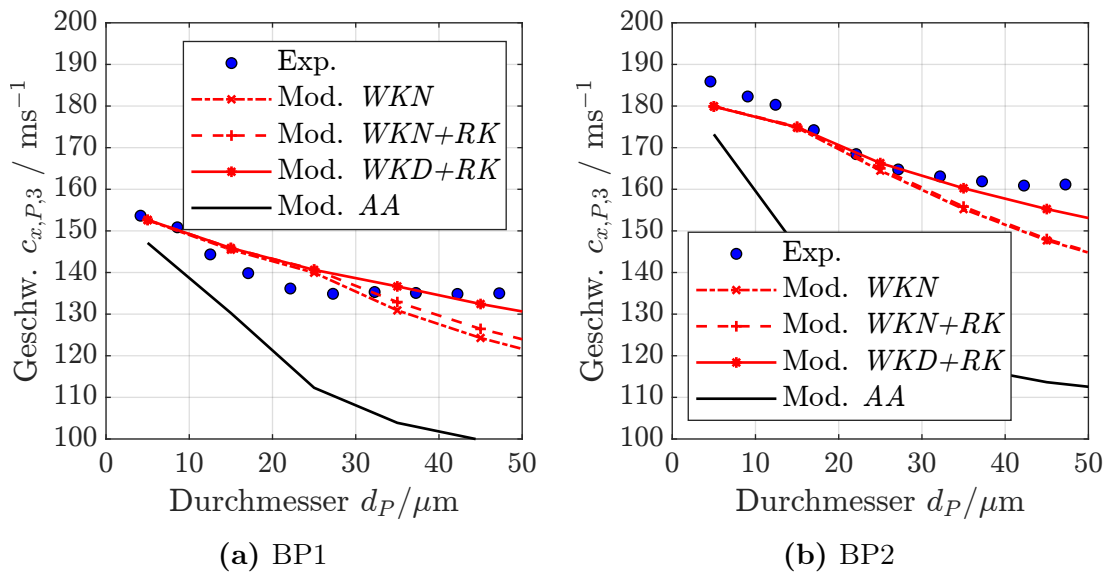 200
190
180
170
160
150
140
130
120
110
100
Geschw. c_{x,P,3} / ms^{−1}
Exp.
Mod. WKN
Mod. WKN+RK
Mod. WKD+RK
Mod. AA
0 10 20 30 40 50
Durchmesser d_P/μm
(a) BP1
200
190
180
170
160
150
140
130
120
110
100
Geschw. c_{x,P,3} / ms^{−1}
Exp.
Mod. WKN
Mod. WKN+RK
Mod. WKD+RK
Mod. AA
0 10 20 30 40 50
Durchmesser d_P/μm
(b) BP2